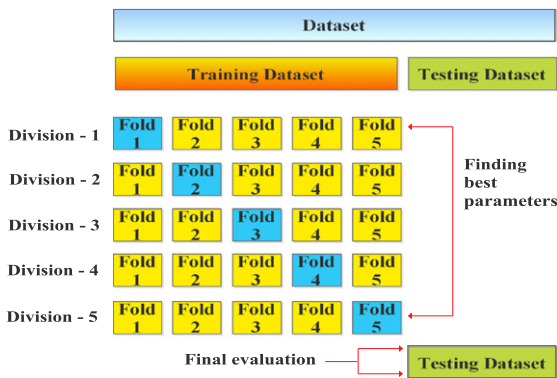 Dataset
Training Dataset
Testing Dataset
Division - 1
Fold 1
Fold 2
Fold 3
Fold 4
Fold 5
Division - 2
Fold 1
Fold 2
Fold 3
Fold 4
Fold 5
Division - 3
Fold 1
Fold 2
Fold 3
Fold 4
Fold 5
Division - 4
Fold 1
Fold 2
Fold 3
Fold 4
Fold 5
Division - 5
Fold 1
Fold 2
Fold 3
Fold 4
Fold 5
Finding
best
parameters
Final evaluation
Testing Dataset